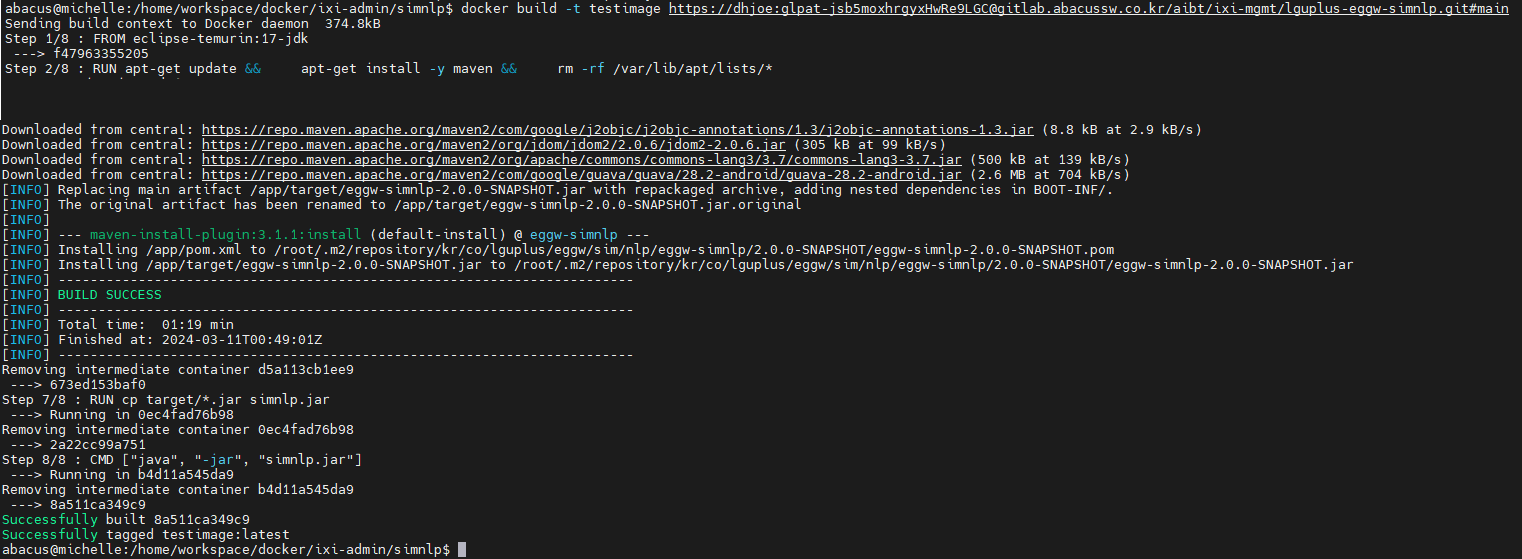 abacus@michelle:/home/workspace/docker/ixi-admin/simnlp$ docker build -t testimage https://dhjoe:glpat-jsb5moxhrgyxHwRe9LGC@gitlab.abacussw.co.kr/aibt/ixi-mgmt/lguplus-eggw-simnlp.git#main
Sending build context to Docker daemon  374.8kB
Step 1/8 : FROM eclipse-temurin:17-jdk
 ---> f47963355205
Step 2/8 : RUN apt-get update &&     apt-get install -y maven &&     rm -rf /var/lib/apt/lists/*
Downloaded from central: https://repo.maven.apache.org/maven2/com/google/j2objc/j2objc-annotations/1.3/j2objc-annotations-1.3.jar (8.8 kB at 2.9 kB/s)
Downloaded from central: https://repo.maven.apache.org/maven2/org/jdom/jdom2/2.0.6/jdom2-2.0.6.jar (305 kB at 99 kB/s)
Downloaded from central: https://repo.maven.apache.org/maven2/org/apache/commons/commons-lang3/3.7/commons-lang3-3.7.jar (500 kB at 139 kB/s)
Downloaded from central: https://repo.maven.apache.org/maven2/com/google/guava/guava/28.2-android/guava-28.2-android.jar (2.6 MB at 704 kB/s)
[INFO] Replacing main artifact /app/target/eggw-simnlp-2.0.0-SNAPSHOT.jar with repackaged archive, adding nested dependencies in BOOT-INF/.
[INFO] The original artifact has been renamed to /app/target/eggw-simnlp-2.0.0-SNAPSHOT.jar.original
[INFO]
[INFO] --- maven-install-plugin:3.1.1:install (default-install) @ eggw-simnlp ---
[INFO] Installing /app/pom.xml to /root/.m2/repository/kr/co/lguplus/eggw/sim/nlp/eggw-simnlp/2.0.0-SNAPSHOT/eggw-simnlp-2.0.0-SNAPSHOT.pom
[INFO] Installing /app/target/eggw-simnlp-2.0.0-SNAPSHOT.jar to /root/.m2/repository/kr/co/lguplus/eggw/sim/nlp/eggw-simnlp/2.0.0-SNAPSHOT/eggw-simnlp-2.0.0-SNAPSHOT.jar
[INFO] ------------------------------------------------------------------------
[INFO] BUILD SUCCESS
[INFO] ------------------------------------------------------------------------
[INFO] Total time:  01:19 min
[INFO] Finished at: 2024-03-11T00:49:01Z
[INFO] ------------------------------------------------------------------------
Removing intermediate container d5a113cb1ee9
 ---> 673ed153baf0
Step 7/8 : RUN cp target/*.jar simnlp.jar
 ---> Running in 0ec4fad76b98
Removing intermediate container 0ec4fad76b98
 ---> 2a22cc99a751
Step 8/8 : CMD ["java", "-jar", "simnlp.jar"]
 ---> Running in b4d11a545da9
Removing intermediate container b4d11a545da9
 ---> 8a511ca349c9
Successfully built 8a511ca349c9
Successfully tagged testimage:latest
abacus@michelle:/home/workspace/docker/ixi-admin/simnlp$